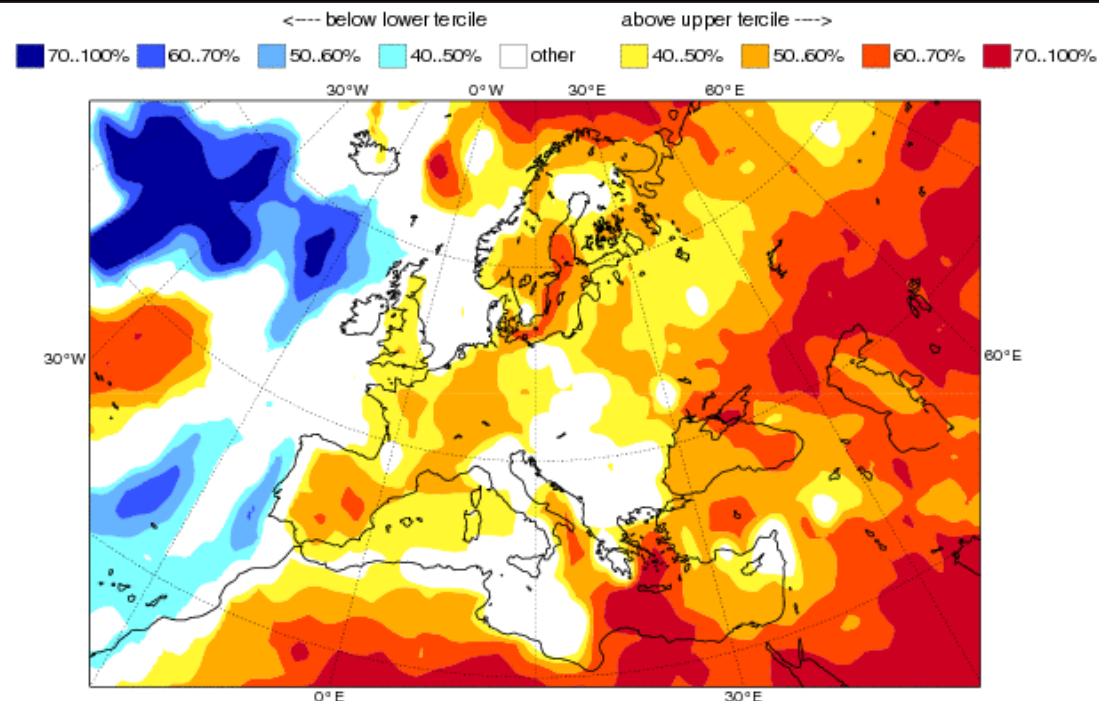 <---- below lower tercile above upper tercile ---->
70..100% 60..70% 50..60% 40..50% other 40..50% 50..60% 60..70% 70..100%
30°W 0°W 30°E 60°E
30°W
60°E
0°E 30°E